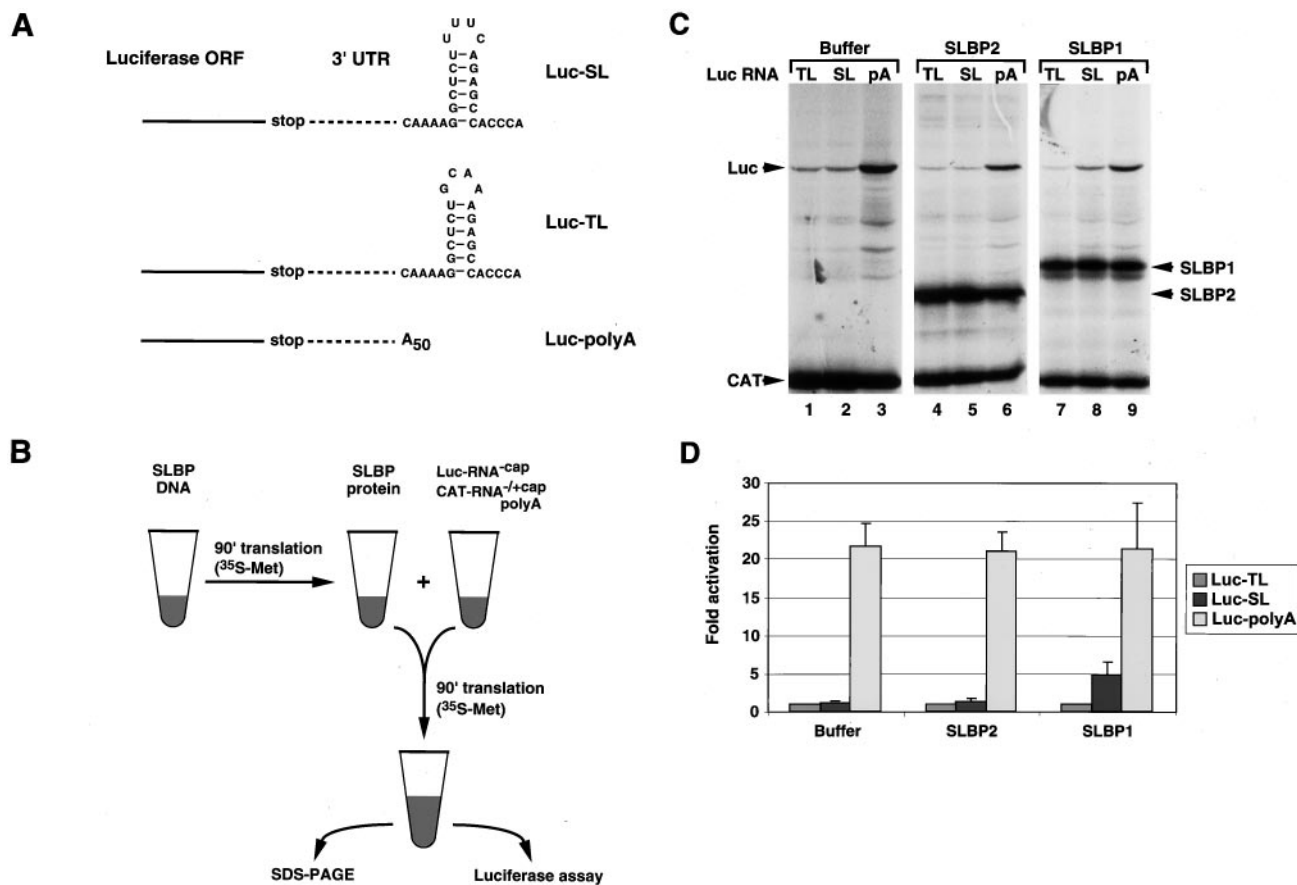 A
Luciferase ORF
3' UTR
U U
U C
U – A
U – G
C – A
U – G
C – G
C – G
G – C
stop
CAAAAG – CACCCA
Luc-SL
C A
G A
U – A
C – G
U – A
C – G
G – C
stop
CAAAAG – CACCCA
Luc-TL
stop
A50
Luc-polyA
B
SLBP
DNA
90' translation
(35S-Met)
SLBP
protein
+
Luc-RNA-cap
CAT-RNA-/+cap
polyA
90' translation
(35S-Met)
SDS-PAGE
Luciferase assay
C
Buffer SLBP2 SLBP1
Luc RNA TL SL pA TL SL pA TL SL pA
Luc
SLBP1
SLBP2
CAT
1 2 3 4 5 6 7 8 9
D
Fold activation
30
25
20
15
10
5
0
Buffer SLBP2 SLBP1
Luc-TL
Luc-SL
Luc-polyA